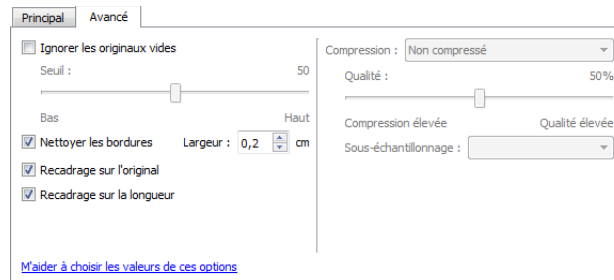 Principal Avancé
Ignorer les originaux vides
Seuil : 50
Bas Haut
Nettoyer les bordures Largeur : 0,2 cm
Recadrage sur l'original
Recadrage sur la longueur
M'aider à choisir les valeurs de ces options
Compression : Non compressé
Qualité : 50%
Compression élevée Qualité élevée
Sous-échantillonnage :